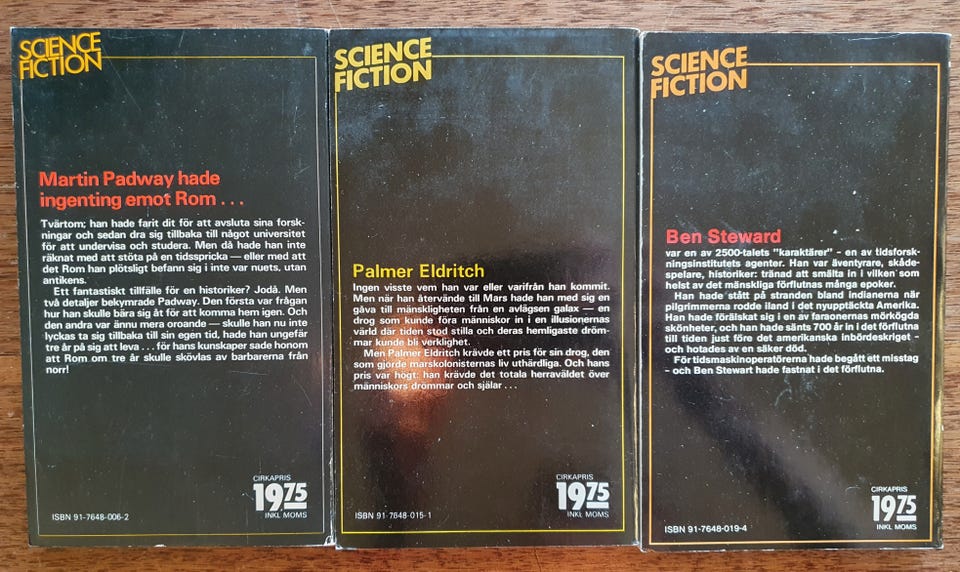 SCIENCE
FICTION
Martin Padway hade
ingenting emot Rom . . .
Tvärtom; han hade farit dit för att avsluta sina forsk-
ningar och sedan dra sig tillbaka till något universitet
för att undervisa och studera. Men då hade han inte
räknat med att stöta på en tidsspricka — eller med att
det Rom han plötsligt befann sig i inte var nuets, utan
antikens.
Ett fantastiskt tillfälle för en historiker? Jodå. Men
två detaljer bekymrade Padway. Den första var frågan
hur han skulle bära sig åt för att komma hem igen. Och
den andra var ännu mera oroande — skulle han nu inte
lyckas ta sig tillbaka till sin egen tid, hade han ungefär
tre år på sig att leva . . . för hans kunskaper sade honom
att Rom om tre år skulle skövlas av barbarerna från
norr!
CIRKAPRIS
19.75
INKL MOMS
ISBN 91-7648-006-2
SCIENCE
FICTION
Palmer Eldritch
Ingen visste vem han var eller varifrån han kommit.
Men när han återvände till Mars hade han med sig en
gåva till mänskligheten från en avlägsen galax — en
drog som kunde föra människor in i en illusionernas
värld där tiden stod stilla och deras hemligaste dröm-
mar kunde bli verklighet.
Men Palmer Eldritch krävde ett pris för sin drog, den
som gjorde marskolonisternas liv uthärdliga. Och hans
pris var högt: han krävde det totala herraväldet över
människors drömmar och själar . . .
CIRKAPRIS
19.75
INKL MOMS
ISBN 91-7648-015-1
SCIENCE
FICTION
Ben Steward
var en av 2500-talets "karaktärer" - en av tidsforsk-
ningsinstitutets agenter. Han var äventyrare, skåde-
spelare, historiker: tränad att smälta in i vilken som
helst av det mänskliga förflutnas många epoker.
Han hade stått på stranden bland indianerna när
pilgrimmerna rodde iland i det nyupptäckta Amerika.
Han hade förälskat sig i en av faraonernas mörkögda
skönheter, och han hade sänts 700 år in i det förflutna
till tiden just före det amerikanska inbördeskriget -
och hotades av en säker död.
För tidsmaskinoperatörerna hade begått ett misstag
- och Ben Stewart hade fastnat i det förflutna.
CIRKAPRIS
19.75
INKL MOMS
ISBN 91-7648-019-4